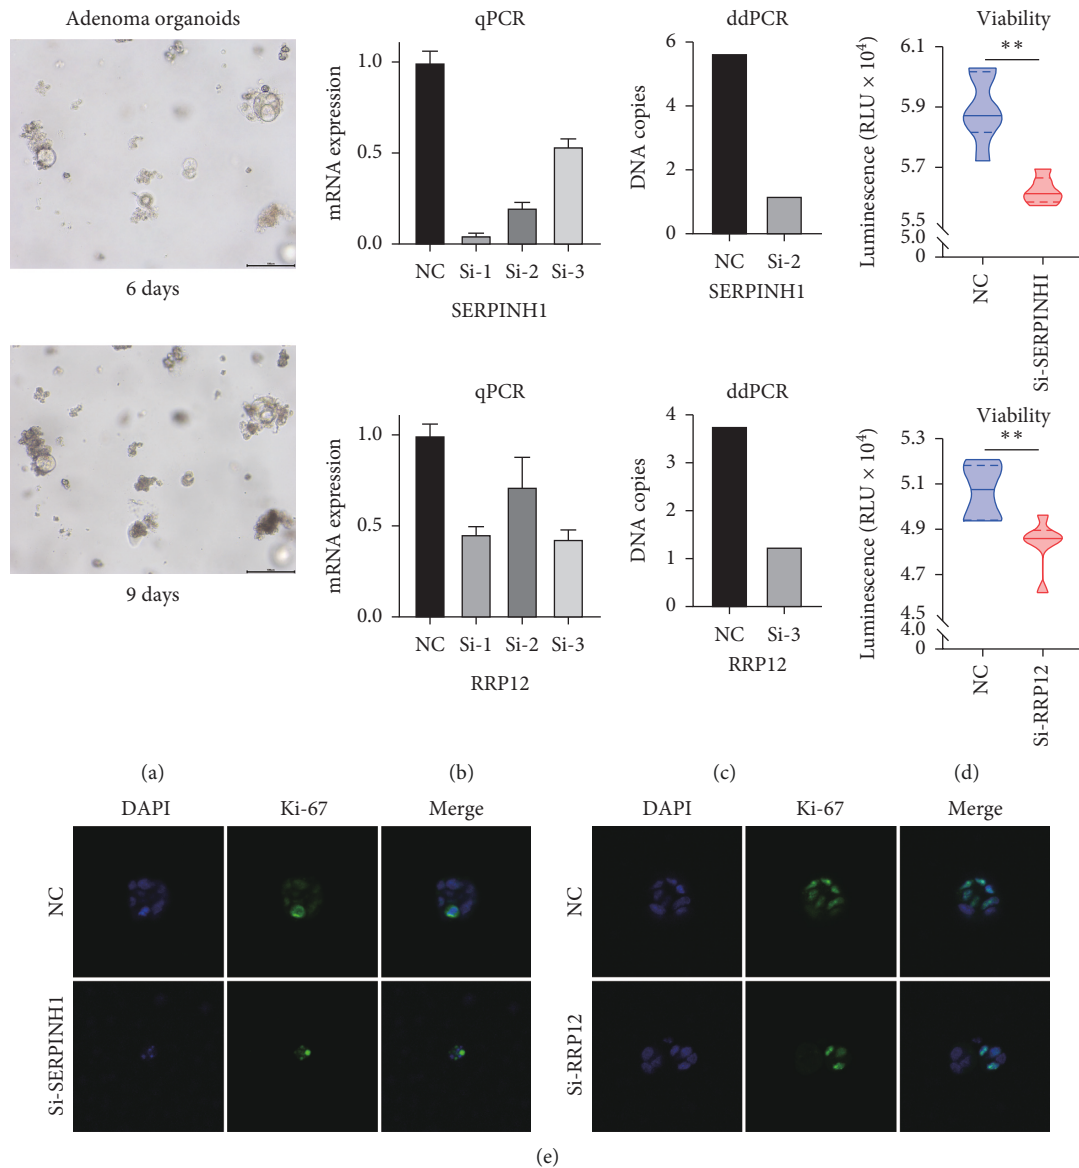 Adenoma organoids
6 days
9 days
qPCR
mRNA expression
1.0
0.5
0.0
NC Si-1 Si-2 Si-3
SERPINH1
qPCR
mRNA expression
1.0
0.5
0.0
NC Si-1 Si-2 Si-3
RRP12
ddPCR
DNA copies
6
4
2
0
NC Si-2
SERPINH1
ddPCR
DNA copies
4
3
2
1
0
NC Si-3
RRP12
Viability
**
Luminescence (RLU × 10⁴)
6.1
5.9
5.7
5.5
5.0
0
NC
Si-SERPINHI
Viability
**
Luminescence (RLU × 10⁴)
5.3
5.1
4.9
4.7
4.5
4.0
0
NC
Si-RRP12
(a) (b) (c) (d)
DAPI Ki-67 Merge
NC
Si-SERPINH1
DAPI Ki-67 Merge
NC
Si-RRP12
(e)